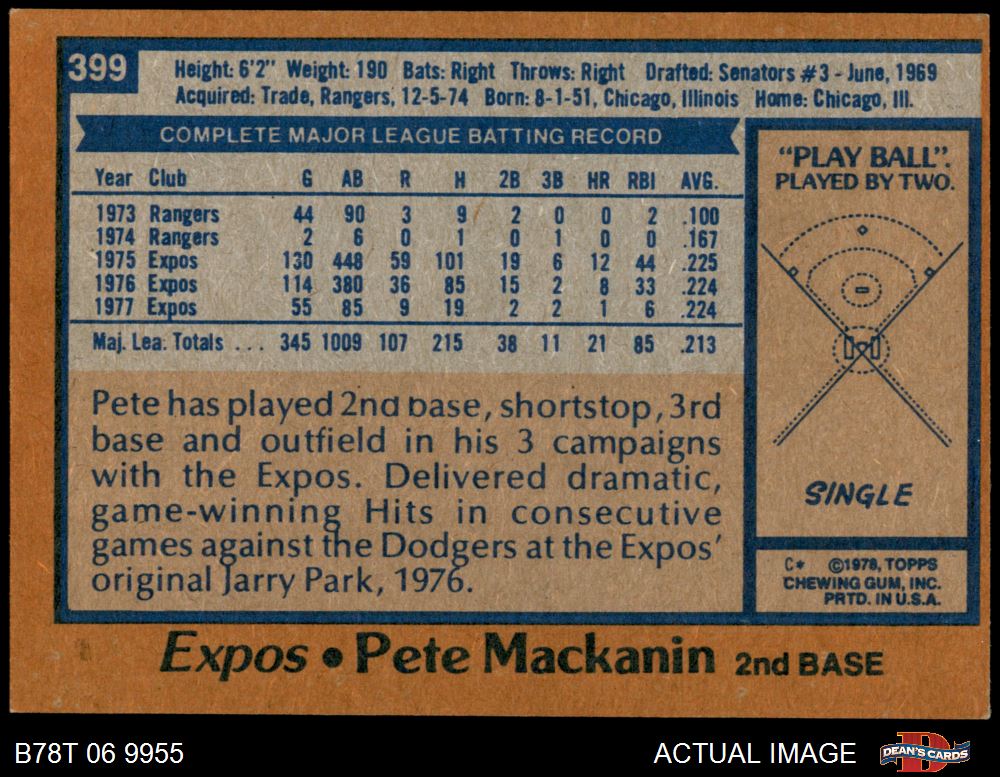 399
Height: 6'2" Weight: 190 Bats: Right Throws: Right Drafted: Senators #3 - June, 1969
Acquired: Trade, Rangers, 12-5-74 Born: 8-1-51, Chicago, Illinois Home: Chicago, Ill.
COMPLETE MAJOR LEAGUE BATTING RECORD
Year Club G AB R H 2B 3B HR RBI AVG.
1973 Rangers 44 90 3 9 2 0 0 2 .100
1974 Rangers 2 6 0 1 0 1 0 0 .167
1975 Expos 130 448 59 101 19 6 12 44 .225
1976 Expos 114 380 36 85 15 2 8 33 .224
1977 Expos 55 85 9 19 2 2 1 6 .224
Maj. Lea. Totals ... 345 1009 107 215 38 11 21 85 .213
Pete has played 2nd base, shortstop, 3rd
base and outfield in his 3 campaigns
with the Expos. Delivered dramatic,
game-winning Hits in consecutive
games against the Dodgers at the Expos'
original Jarry Park, 1976.
"PLAY BALL".
PLAYED BY TWO.
SINGLE
C* ©1978, TOPPS
CHEWING GUM, INC.
PRTD. IN U.S.A.
Expos • Pete Mackanin 2nd BASE
B78T 06 9955 ACTUAL IMAGE
DEAN'S CARDS